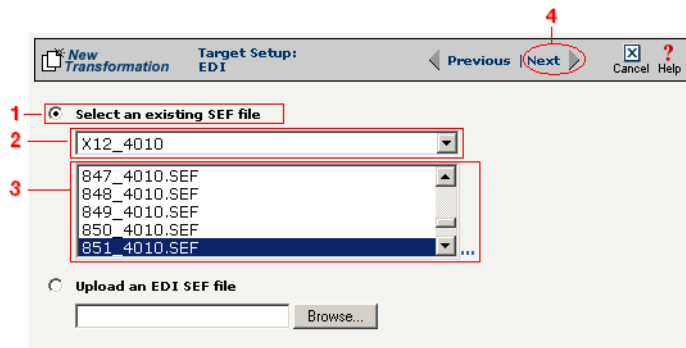 4
New Transformation
Target Setup: EDI
Previous | Next
Cancel
Help
1
Select an existing SEF file
2
X12_4010
3
847_4010.SEF
848_4010.SEF
849_4010.SEF
850_4010.SEF
851_4010.SEF
...
Upload an EDI SEF file
Browse...